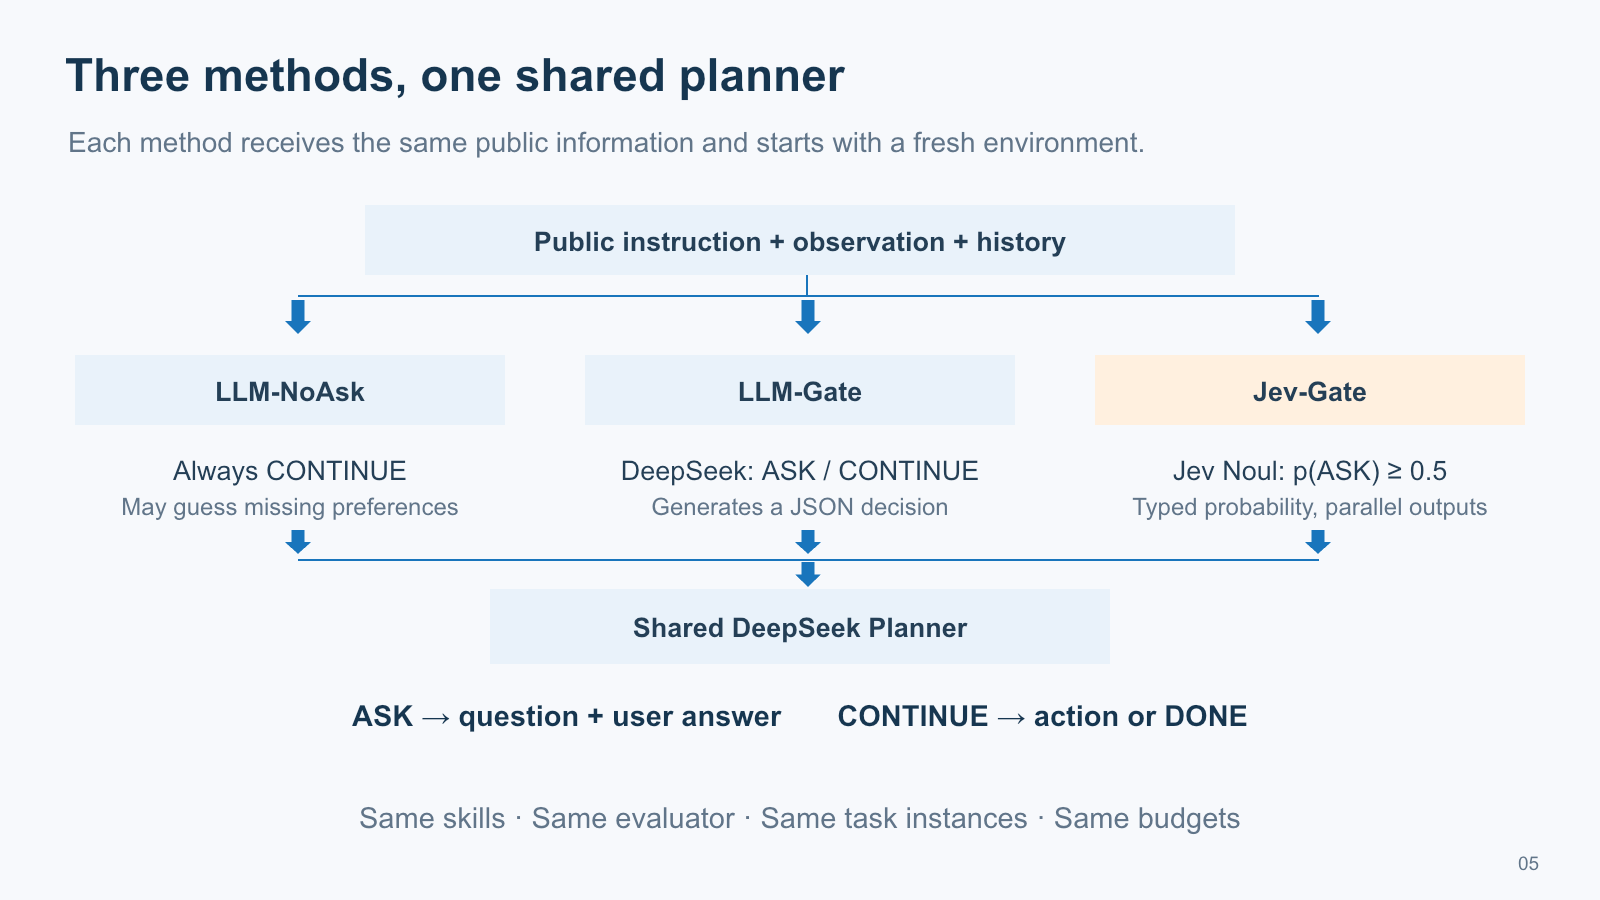 Three methods, one shared planner
Each method receives the same public information and starts with a fresh environment.
Public instruction + observation + history
LLM-NoAsk
LLM-Gate
Jev-Gate
Always CONTINUE
DeepSeek: ASK / CONTINUE
Jev Noul: p(ASK) ≥ 0.5
May guess missing preferences
Generates a JSON decision
Typed probability, parallel outputs
Shared DeepSeek Planner
ASK → question + user answer
CONTINUE → action or DONE
Same skills · Same evaluator · Same task instances · Same budgets
05